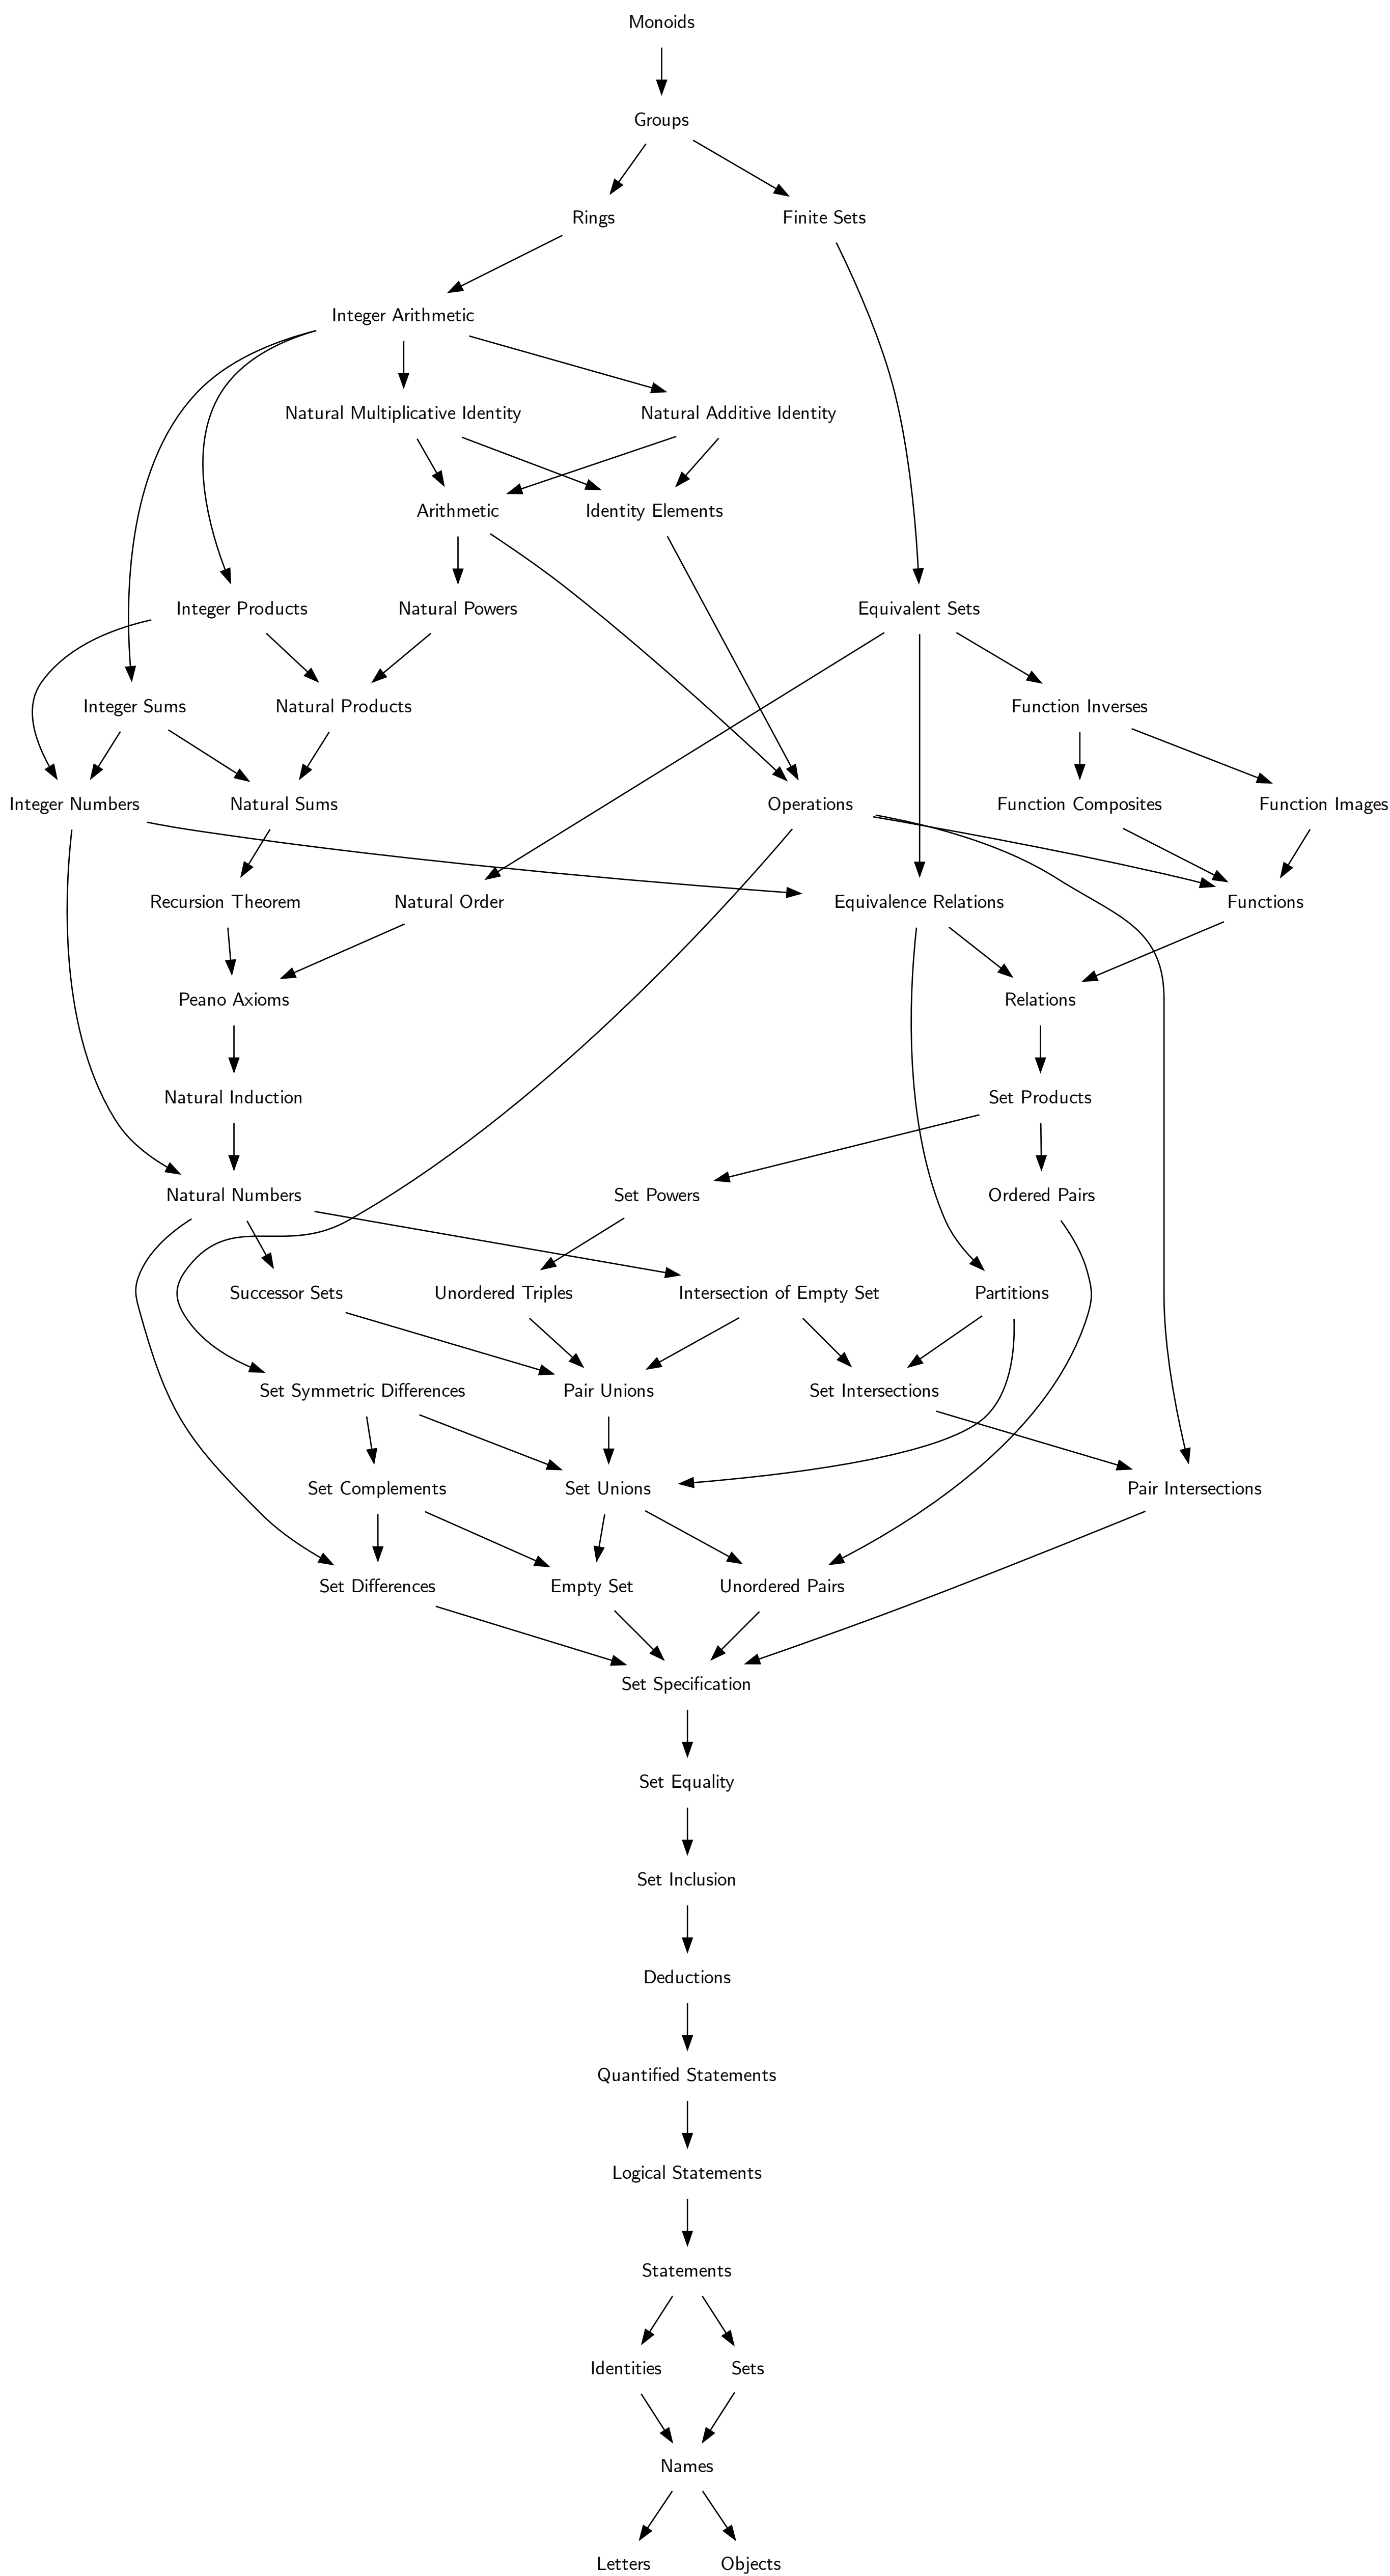 Monoids
Groups
Rings
Finite Sets
Integer Arithmetic
Natural Multiplicative Identity
Natural Additive Identity
Arithmetic
Identity Elements
Integer Products
Natural Powers
Equivalent Sets
Integer Sums
Natural Products
Function Inverses
Integer Numbers
Natural Sums
Operations
Function Composites
Function Images
Recursion Theorem
Natural Order
Equivalence Relations
Functions
Peano Axioms
Relations
Natural Induction
Set Products
Natural Numbers
Set Powers
Ordered Pairs
Successor Sets
Unordered Triples
Intersection of Empty Set
Partitions
Set Symmetric Differences
Pair Unions
Set Intersections
Set Complements
Set Unions
Pair Intersections
Set Differences
Empty Set
Unordered Pairs
Set Specification
Set Equality
Set Inclusion
Deductions
Quantified Statements
Logical Statements
Statements
Identities
Sets
Names
Letters
Objects